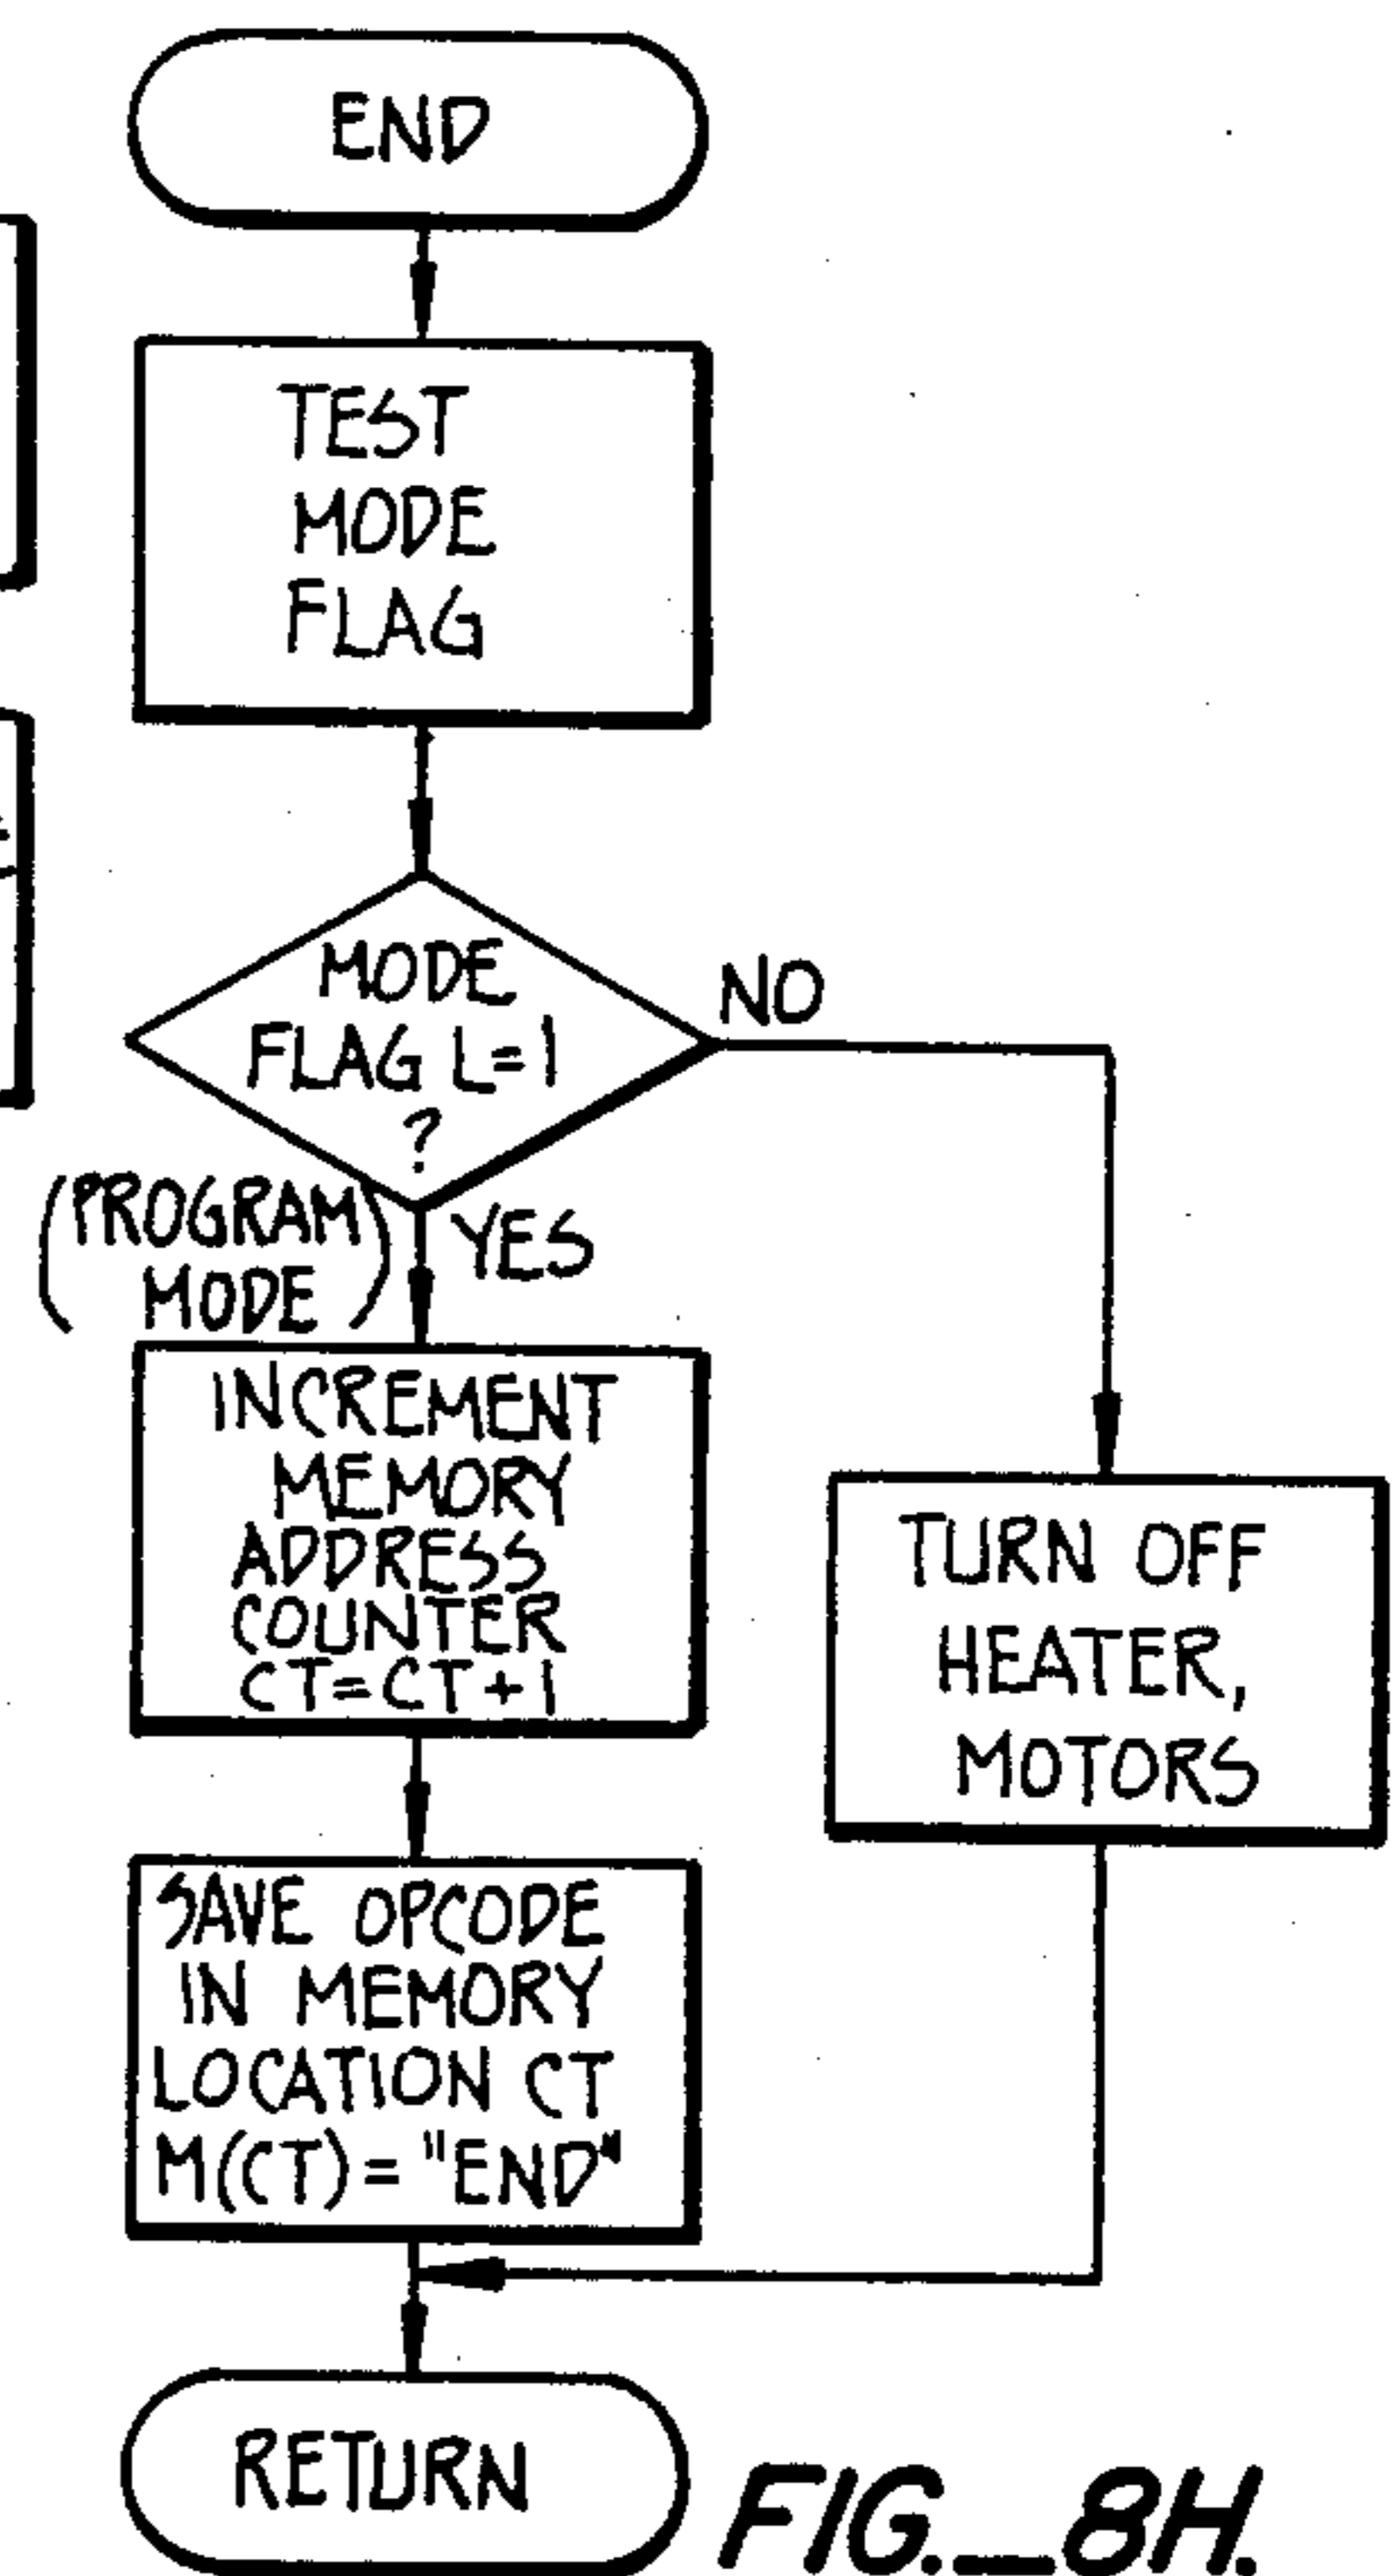 END
TEST
MODE
FLAG
MODE
FLAG L=1
?
NO
(PROGRAM
MODE)
YES
INCREMENT
MEMORY
ADDRESS
COUNTER
CT=CT+1
TURN OFF
HEATER,
MOTORS
SAVE OPCODE
IN MEMORY
LOCATION CT
M(CT)="END"
RETURN
FIG._8H.